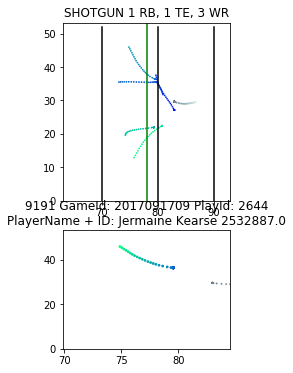 SHOTGUN 1 RB, 1 TE, 3 WR
50
40
30
20
10
0
70 80 90
9191 GameId: 2017091709 PlayId: 2644
PlayerName + ID: Jermaine Kearse 2532887.0
40
20
0
70 75 80